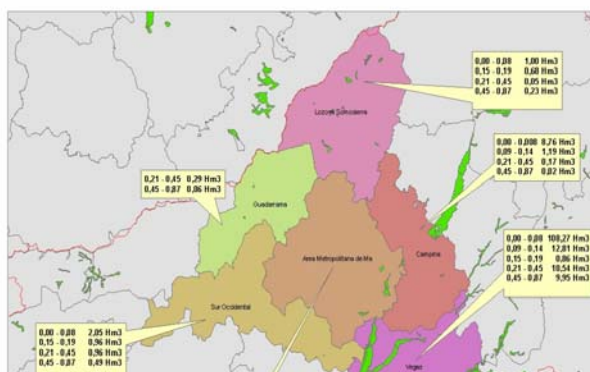 0,00 - 0,08 1,00 Hm3
0,15 - 0,19 0,60 Hm3
0,21 - 0,45 0,05 Hm3
0,45 - 0,87 0,23 Hm3
Lozoya Somosierra
0,00 - 0,008 0,76 Hm3
0,09 - 0,14 1,19 Hm3
0,21 - 0,45 0,17 Hm3
0,45 - 0,87 0,02 Hm3
0,21 - 0,45 0,29 Hm3
0,45 - 0,87 0,06 Hm3
Guadarrama
0,00 - 0,08 108,27 Hm3
0,09 - 0,14 12,81 Hm3
0,15 - 0,19 0,86 Hm3
0,21 - 0,45 10,54 Hm3
0,45 - 0,87 9,95 Hm3
Area Metropolitana de Ma
Campina
Sur Occidental
0,00 - 0,08 2,05 Hm3
0,15 - 0,19 0,96 Hm3
0,21 - 0,45 0,96 Hm3
0,45 - 0,87 0,49 Hm3
Vegas